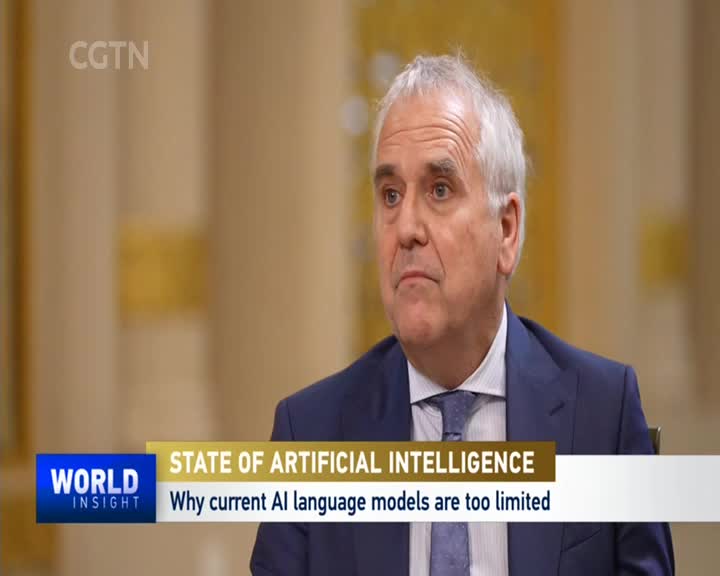 CGTN
STATE OF ARTIFICIAL INTELLIGENCE
WORLD
INSIGHT
Why current AI language models are too limited